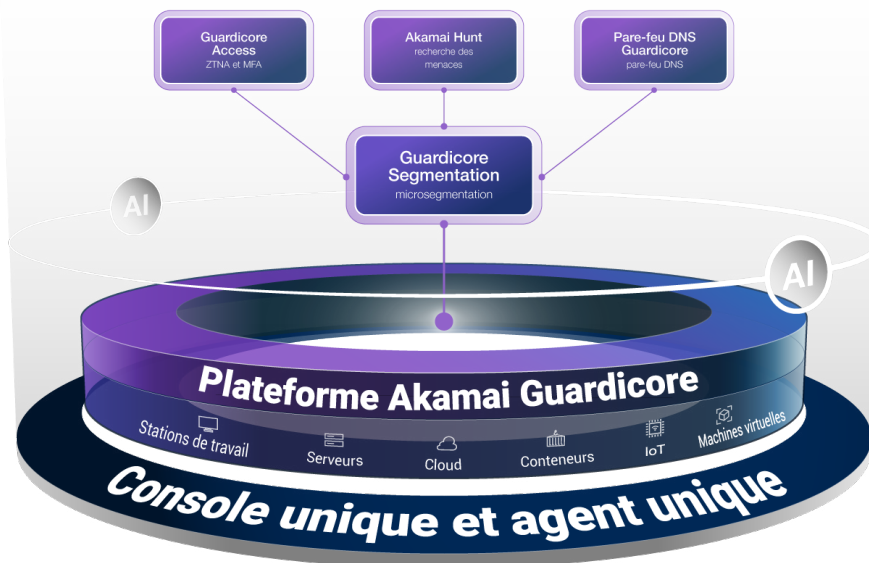 Guardicore
Access
ZTNA et MFA
Akamai Hunt
recherche des
menaces
Pare-feu DNS
Guardicore
pare-feu DNS
Guardicore
Segmentation
microsegmentation
AI
AI
Plateforme Akamai Guardicore
Stations de travail
Serveurs
Cloud
Conteneurs
IoT
Machines virtuelles
Console unique et agent unique